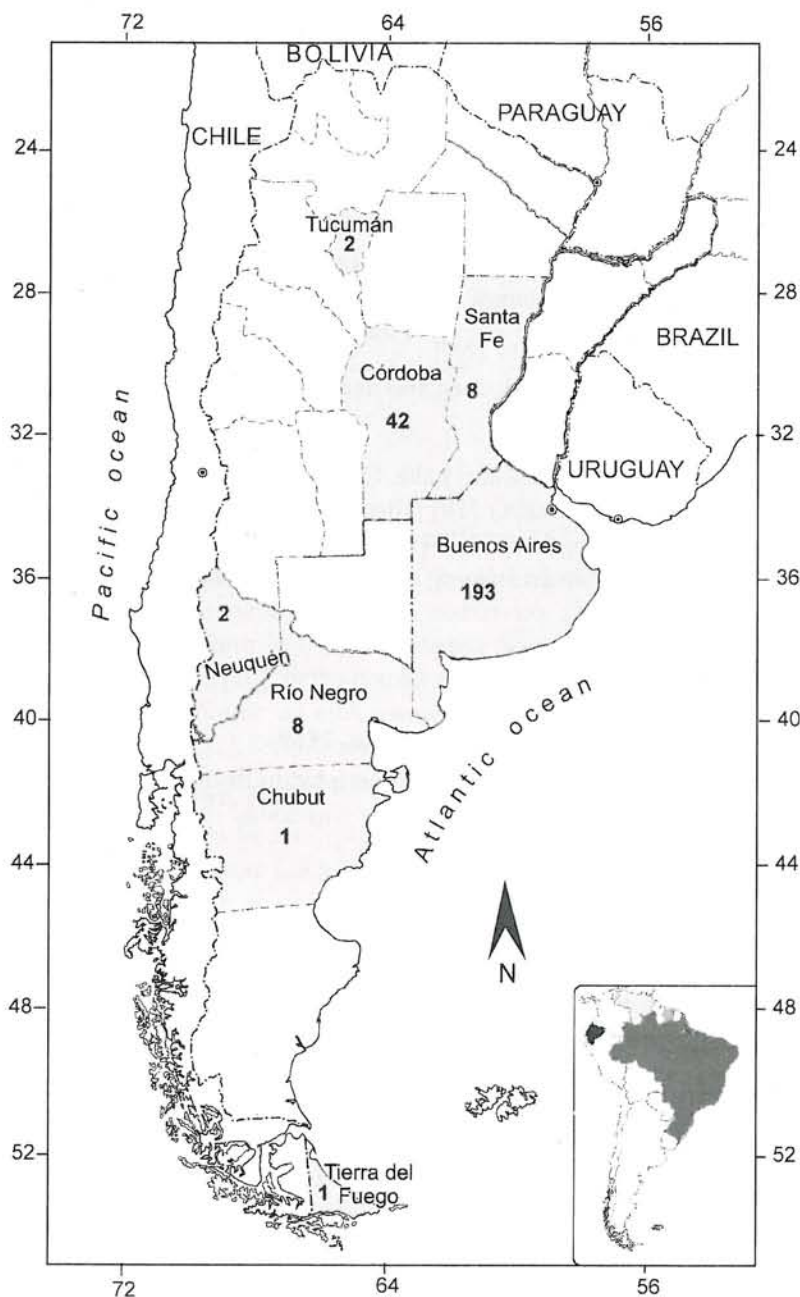 72
64
56
BOLIVIA
PARAGUAY
CHILE
24
24
Tucumán
2
28
28
Santa
Fe
BRAZIL
Córdoba
8
42
32
32
URUGUAY
Pacific ocean
Buenos Aires
36
36
193
2
Neuquén
Río Negro
40
40
8
Atlantic ocean
Chubut
1
44
44
N
48
48
52
52
Tierra del
Fuego
1
72
64
56